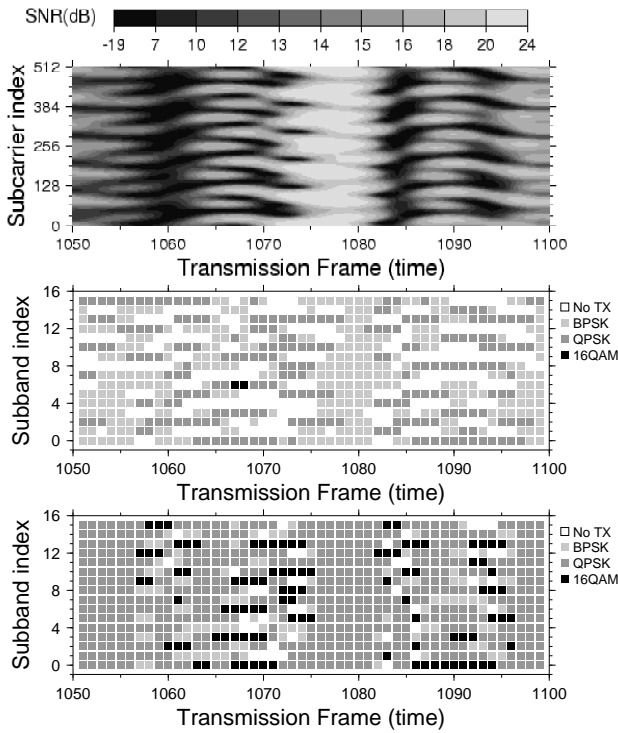 SNR(dB)
-19 7 10 12 13 14 15 16 18 20 24
512
384
256
128
0
Subcarrier index
1050 1060 1070 1080 1090 1100
Transmission Frame (time)
16
12
8
4
0
Subband index
No TX
BPSK
QPSK
16QAM
1050 1060 1070 1080 1090 1100
Transmission Frame (time)
16
12
8
4
0
Subband index
No TX
BPSK
QPSK
16QAM
1050 1060 1070 1080 1090 1100
Transmission Frame (time)